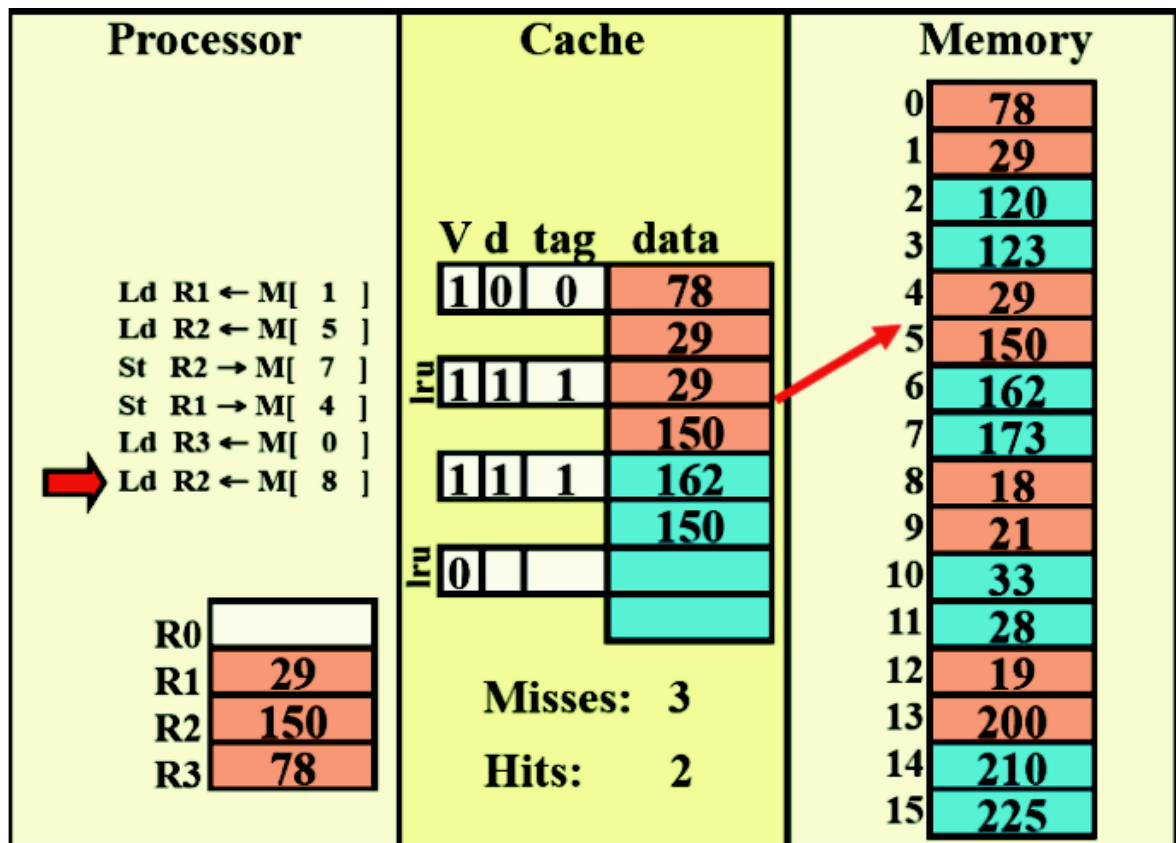 Processor
Ld R1 ← M[ 1 ]
Ld R2 ← M[ 5 ]
St R2 → M[ 7 ]
St R1 → M[ 4 ]
Ld R3 ← M[ 0 ]
Ld R2 ← M[ 8 ]
R0
R1 29
R2 150
R3 78
Cache
V d tag data
1 0 0 78
29
lru 1 1 1 29
150
1 1 1 162
150
lru 0
Misses: 3
Hits: 2
Memory
0 78
1 29
2 120
3 123
4 29
5 150
6 162
7 173
8 18
9 21
10 33
11 28
12 19
13 200
14 210
15 225